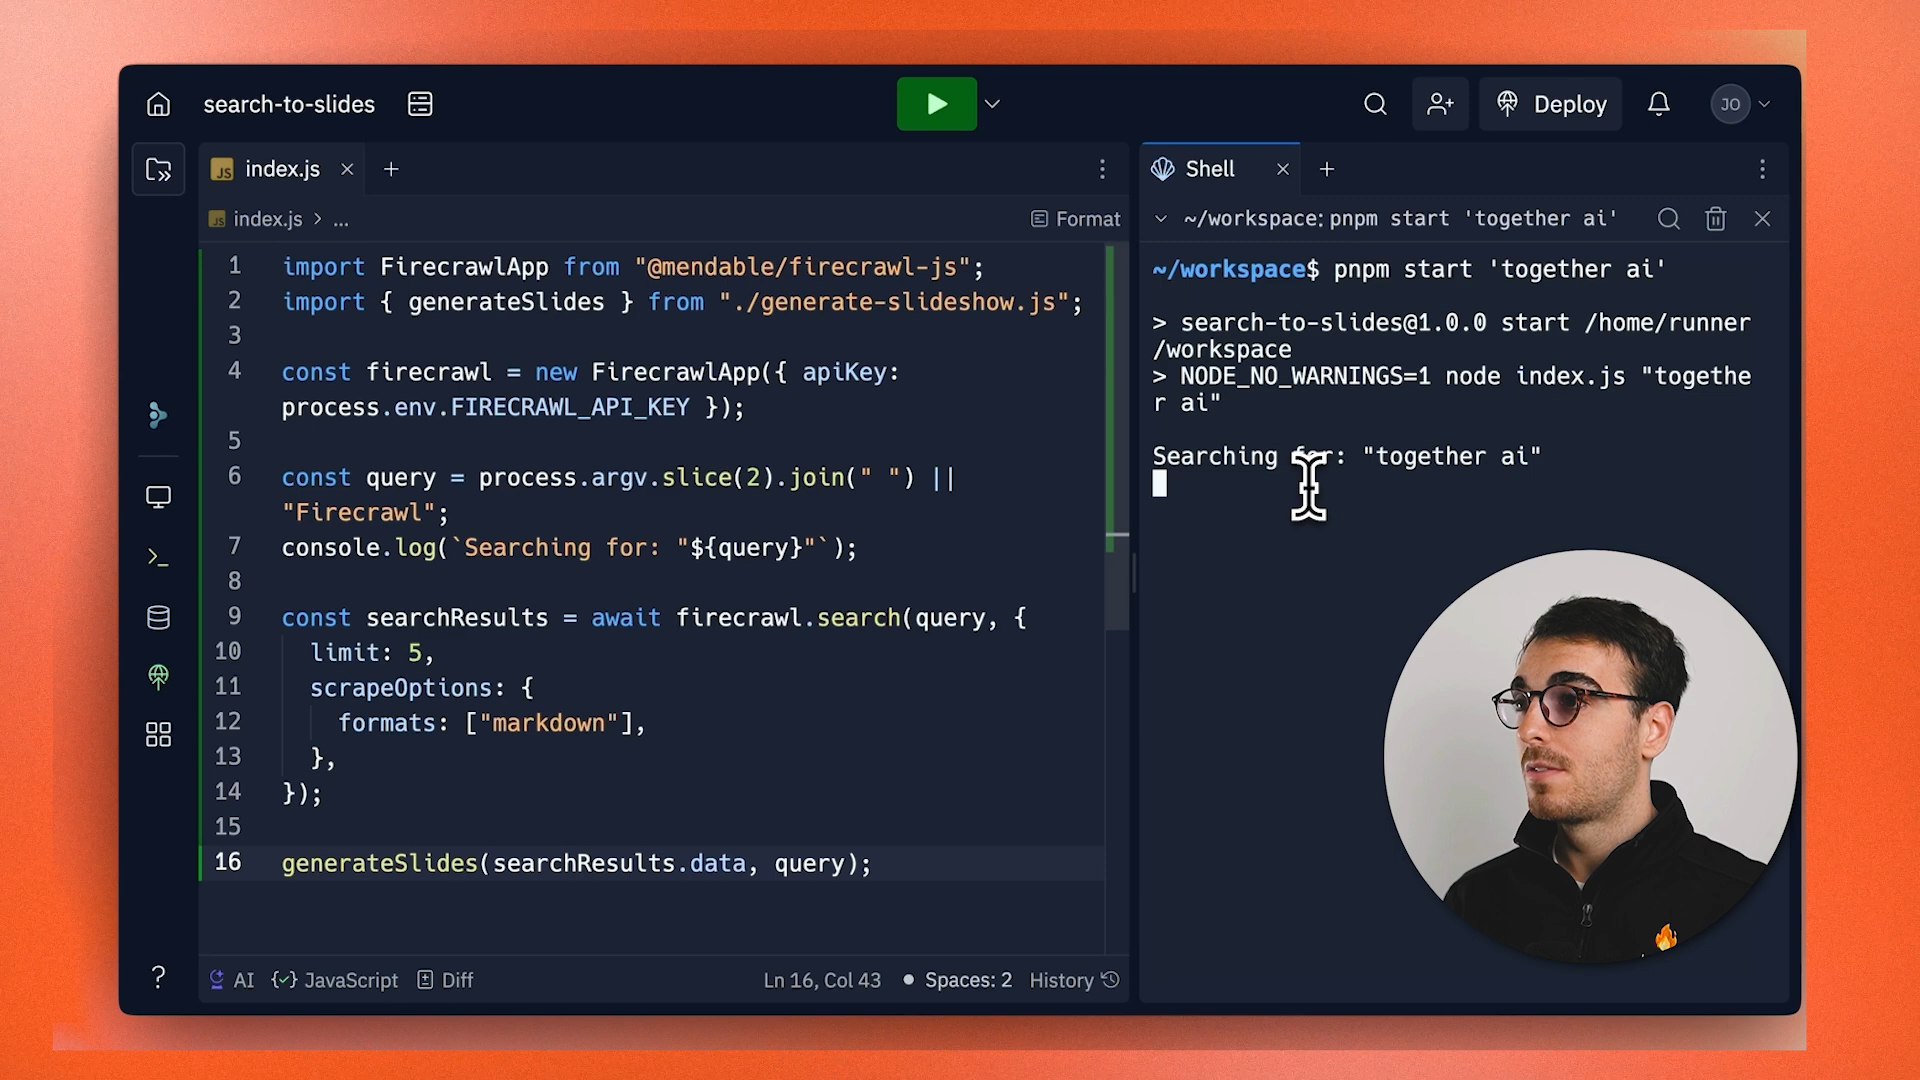 search-to-slides
Deploy
JO
JS index.js
Shell
JS index.js > ...
Format
~/workspace: pnpm start 'together ai'
1 import FirecrawlApp from "@mendable/firecrawl-js";
2 import { generateSlides } from "./generate-slideshow.js";
3
4 const firecrawl = new FirecrawlApp({ apiKey:
process.env.FIRECRAWL_API_KEY });
5
6 const query = process.argv.slice(2).join(" ") ||
"Firecrawl";
7 console.log(`Searching for: "${query}"`);
8
9 const searchResults = await firecrawl.search(query, {
10 limit: 5,
11 scrapeOptions: {
12 formats: ["markdown"],
13 },
14 });
15
16 generateSlides(searchResults.data, query);
~/workspace$ pnpm start 'together ai'
> search-to-slides@1.0.0 start /home/runner
/workspace
> NODE_NO_WARNINGS=1 node index.js "togethe
r ai"
Searching for: "together ai"
AI
JavaScript
Diff
Ln 16, Col 43
Spaces: 2
History